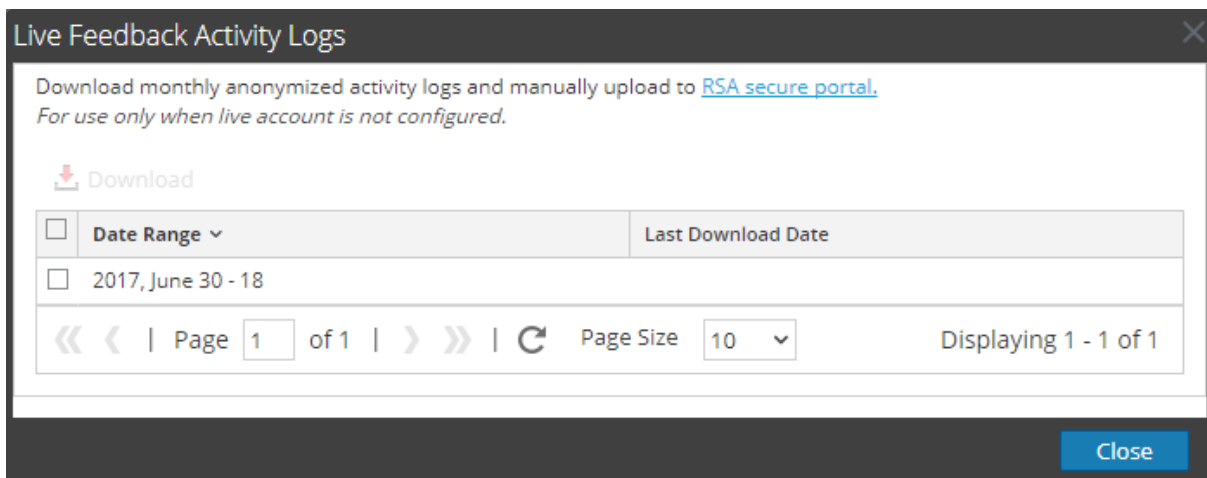 Live Feedback Activity Logs
Download monthly anonymized activity logs and manually upload to RSA secure portal.
For use only when live account is not configured.
Download
Date Range Last Download Date
2017, June 30 - 18
| Page 1 of 1 | | Page Size 10 Displaying 1 - 1 of 1
Close